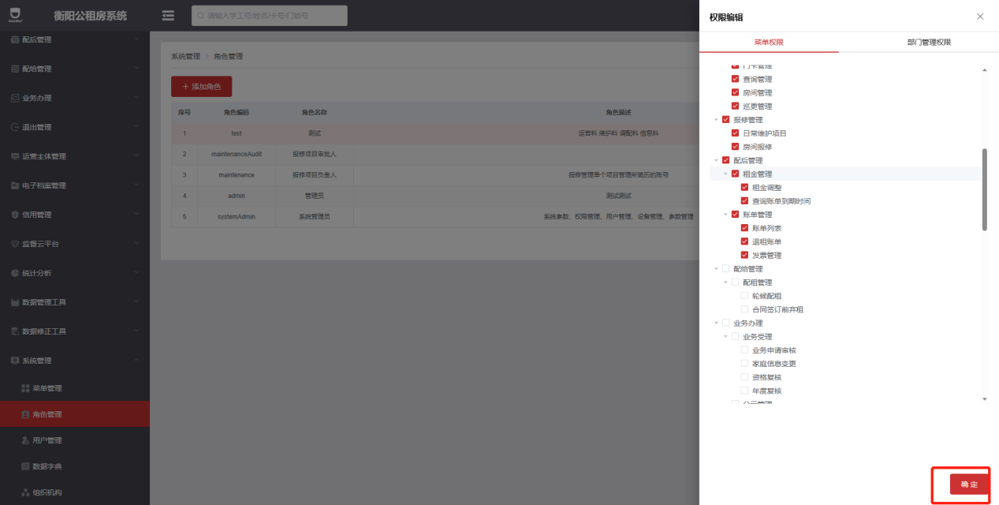 衡阳公租房系统
请输入学工号/姓名/卡号/门锁号
配后管理
配给管理
业务办理
退出管理
运营主体管理
电子档案管理
信用管理
监督云平台
统计分析
数据管理工具
数据修正工具
系统管理
菜单管理
角色管理
用户管理
数据字典
组织机构
系统管理 > 角色管理
+ 添加角色
序号 角色编码 角色名称 角色描述
1 test 测试 运营科 维护科 调配科 信息科
2 maintenanceAudit 报修项目审批人
3 maintenance 报修项目负责人 报修管理单个项目管理所简历的账号
4 admin 管理员 测试测试
5 systemAdmin 系统管理员 系统参数、权限管理、用户管理、设备管理、参数管理
权限编辑
菜单权限 部门管理权限
门卡管理
查询管理
房间管理
巡更管理
报修管理
日常维护项目
房间报修
配后管理
租金管理
租金调整
查询账单到期时间
账单管理
账单列表
退租账单
发票管理
配给管理
配租管理
轮候配租
合同签订前弃租
业务办理
业务受理
业务申请审核
家庭信息变更
资格复核
年度复核
公示管理
确 定